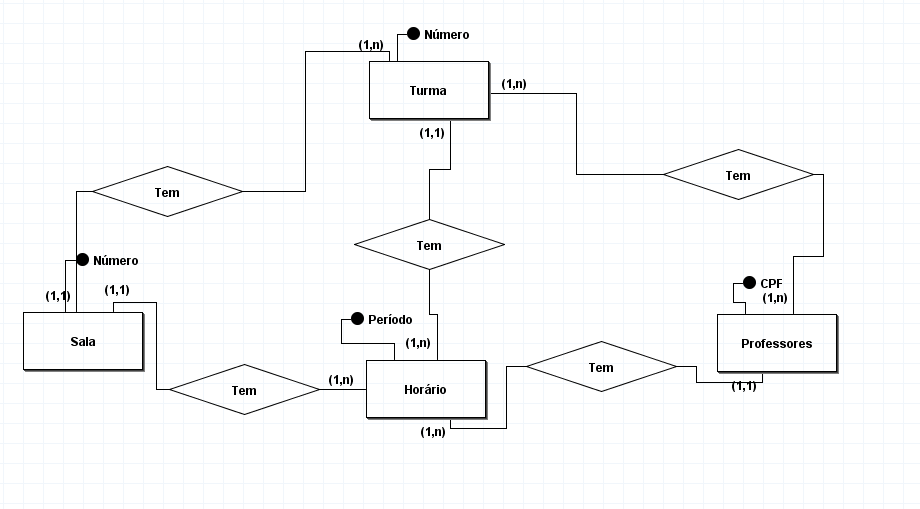 (1,n)
Número
Turma
(1,n)
(1,1)
Tem
Tem
Tem
Número
(1,1)
(1,1)
Sala
CPF
(1,n)
Professores
Período
(1,n)
Tem
(1,n)
Horário
Tem
(1,1)
(1,n)